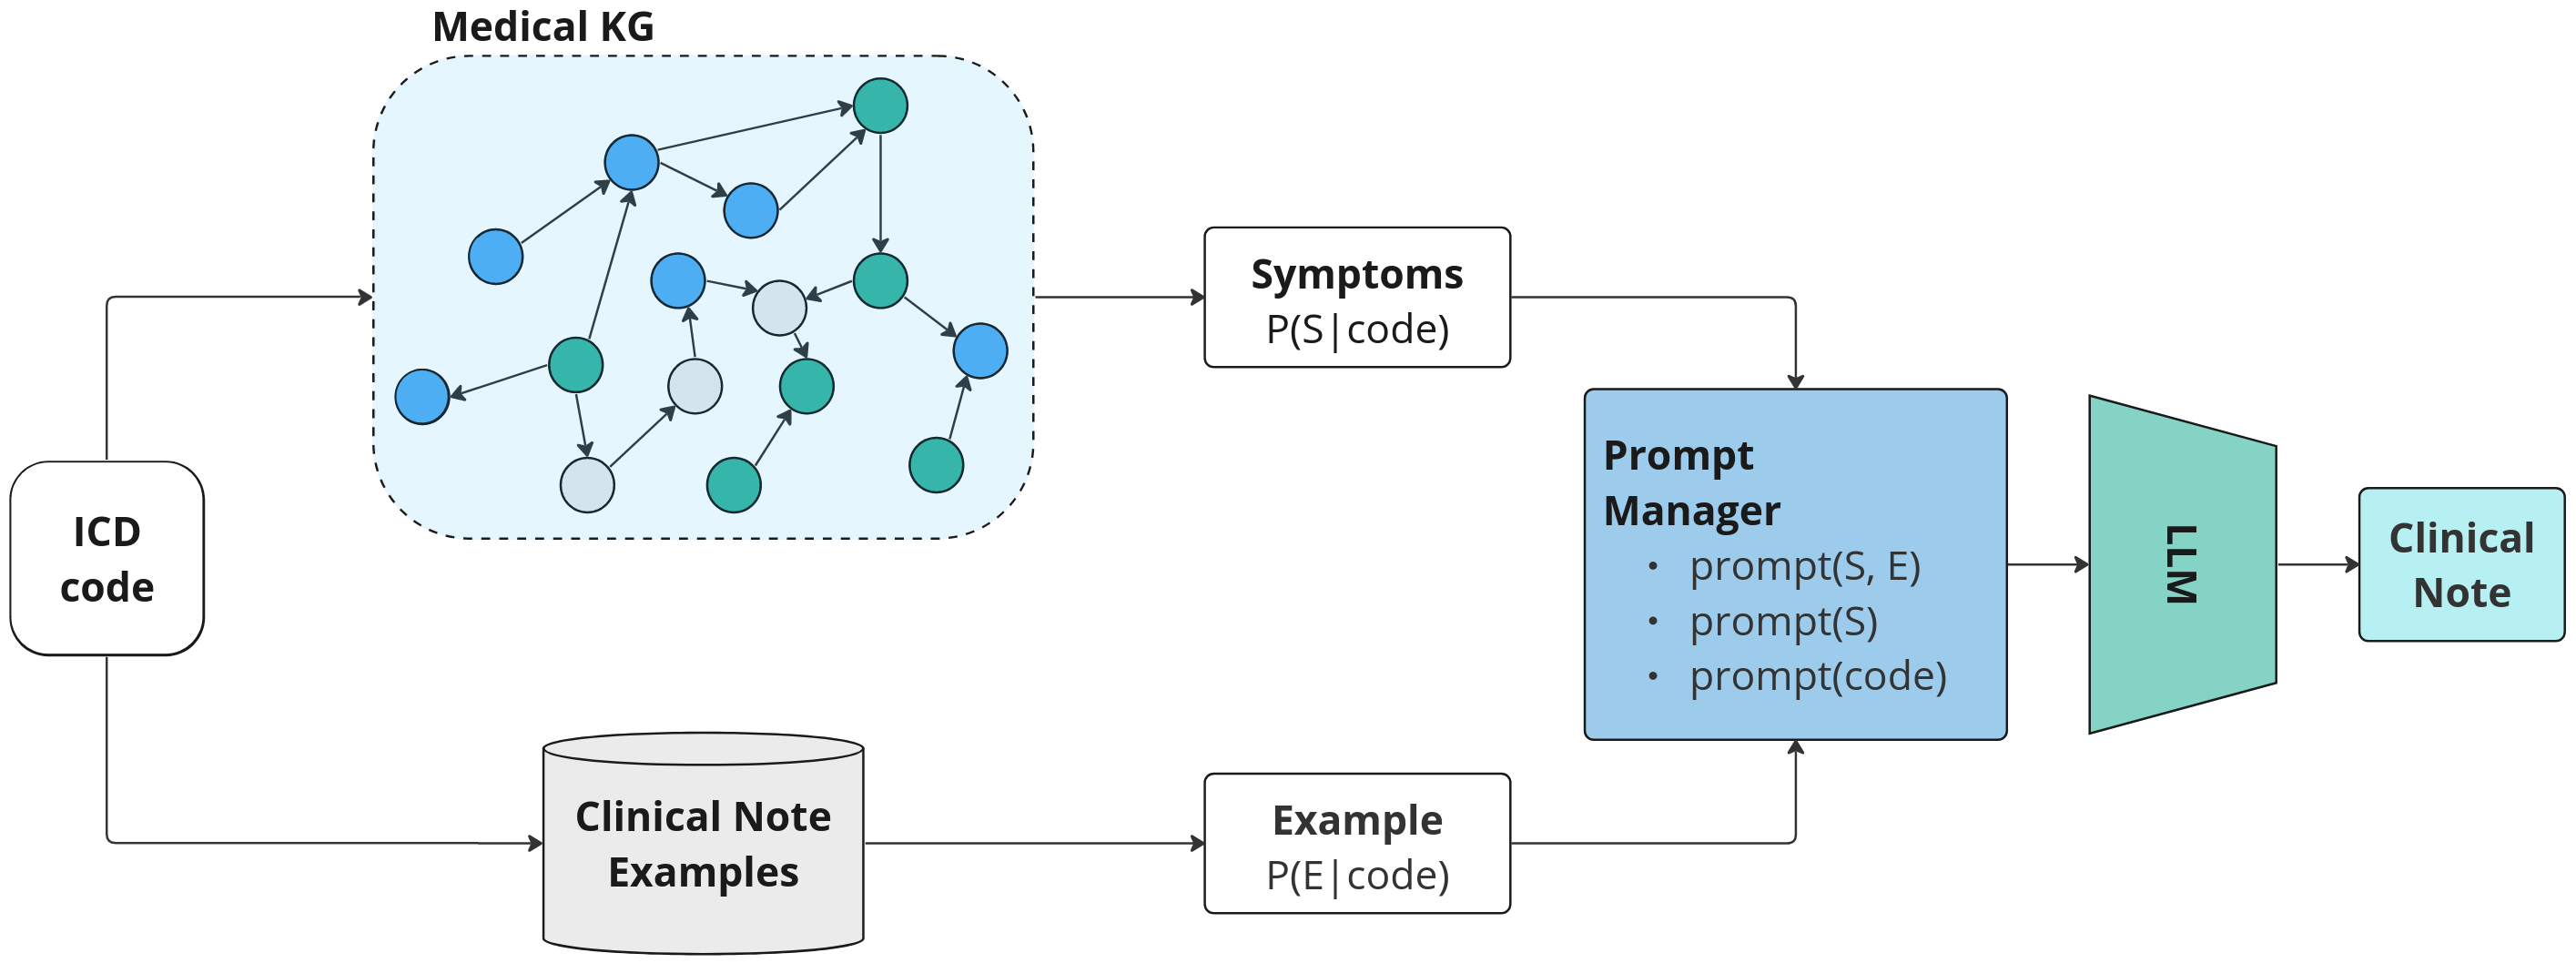 Medical KG
Symptoms
P(S|code)
Prompt
Manager
• prompt(S, E)
• prompt(S)
• prompt(code)
LLM
Clinical
Note
ICD
code
Clinical Note
Examples
Example
P(E|code)